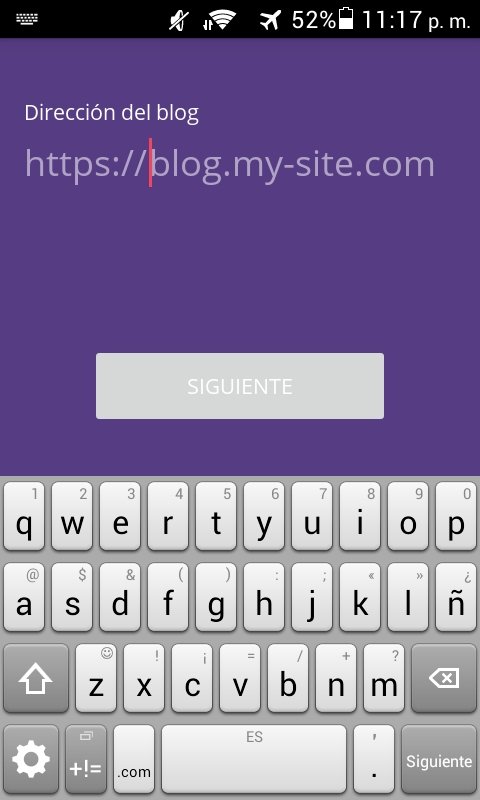 52% 11:17 p. m.
Dirección del blog
https://blog.my-site.com
SIGUIENTE
1 2 3 4 5 6 7 8 9 0
q w e r t y u i o p
@ $ & ( ) : ; « » ¿
a s d f g h j k l ñ
! ¡ = / + ?
z x c v b n m
ES '
+!= .com . Siguiente